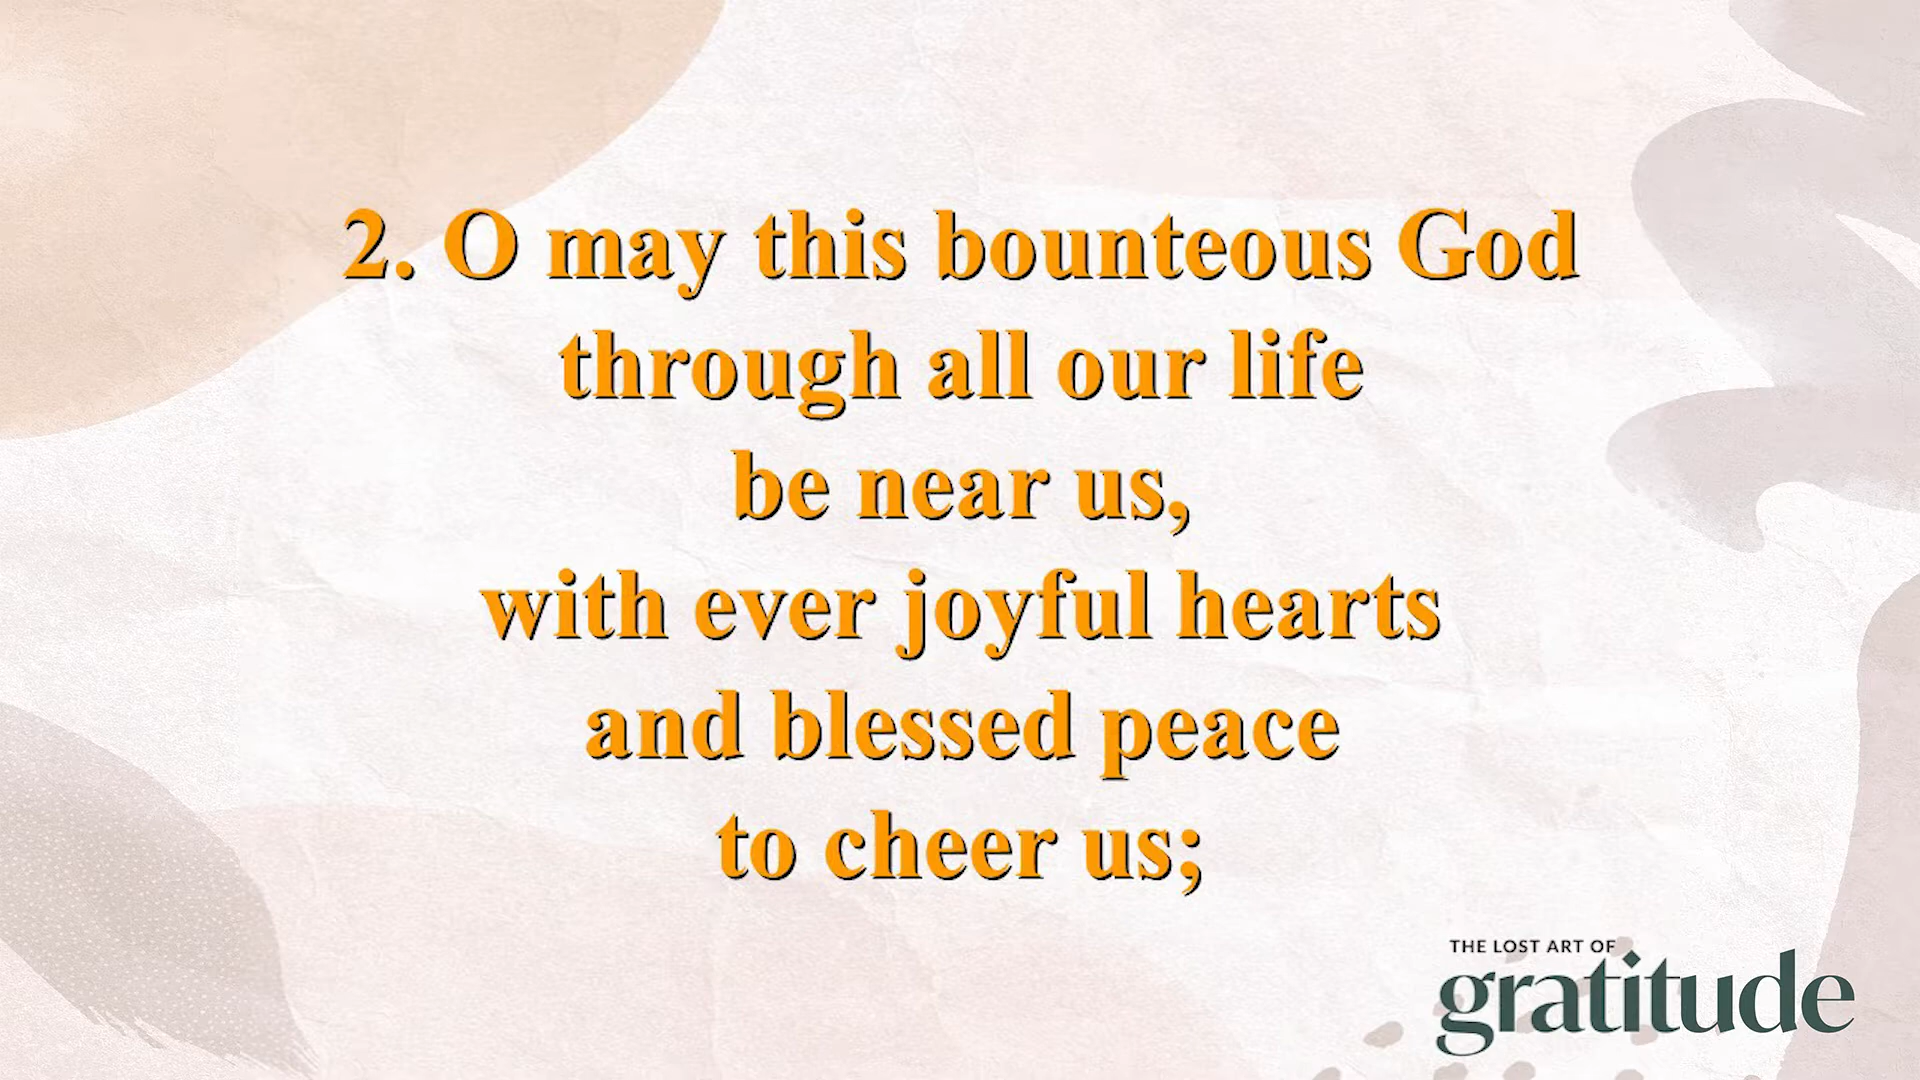 2. O may this bounteous God
through all our life
be near us,
with ever joyful hearts
and blessed peace
to cheer us;
THE LOST ART OF
gratitude